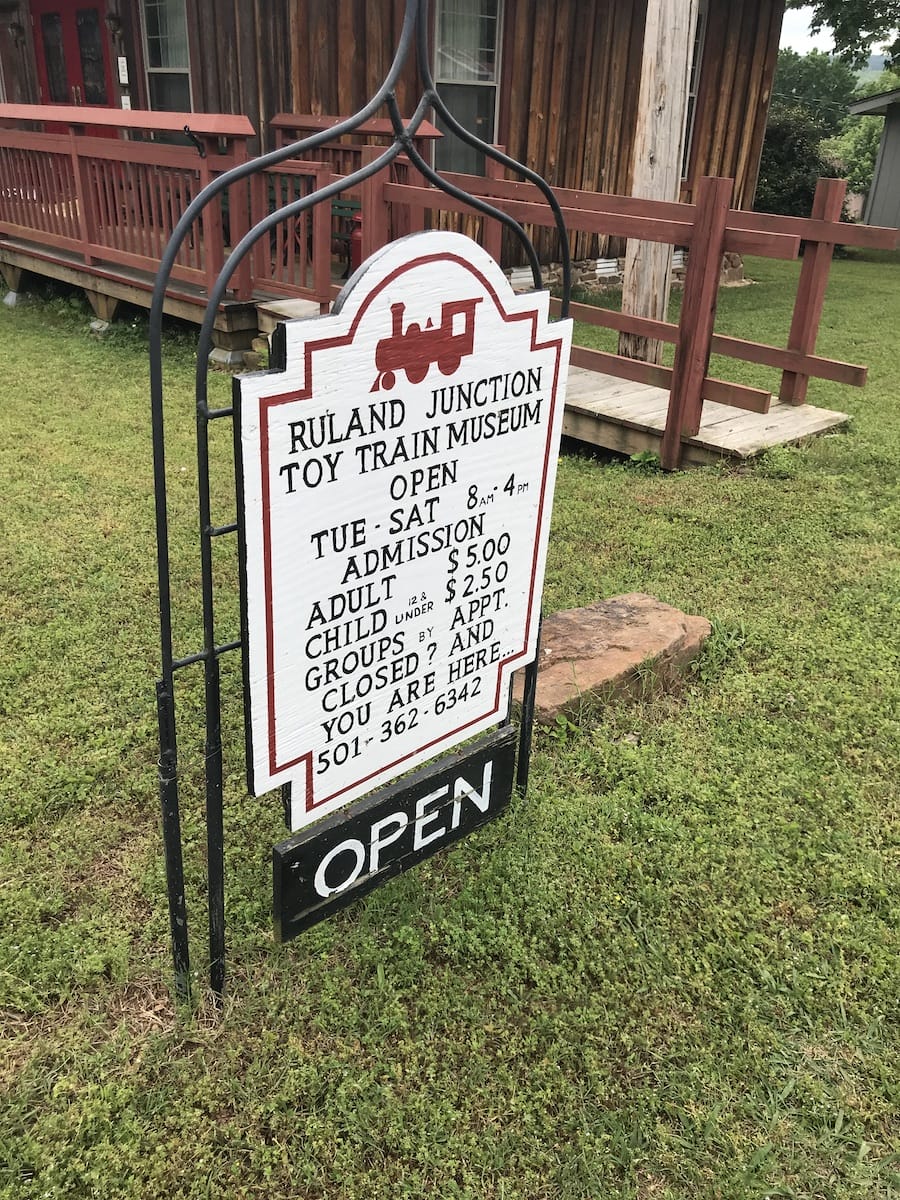 RULAND JUNCTION
TOY TRAIN MUSEUM
OPEN
TUE - SAT 8AM - 4PM
ADMISSION
ADULT $5.00
CHILD 12 & UNDER $2.50
GROUPS BY APPT.
CLOSED? AND
YOU ARE HERE...
501-362-6342
OPEN